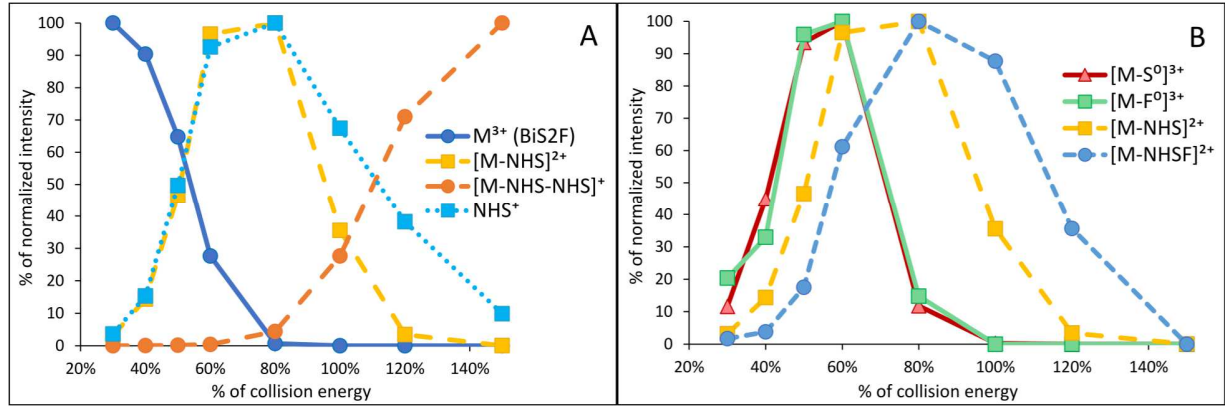 A
100
90
80
70
60
50
40
30
20
10
0
% of normalized intensity
M³⁺ (BiS2F)
[M-NHS]²⁺
[M-NHS-NHS]⁺
NHS⁺
20% 40% 60% 80% 100% 120% 140%
% of collision energy
B
100
90
80
70
60
50
40
30
20
10
0
% of normalized intensity
[M-S⁰]³⁺
[M-F⁰]³⁺
[M-NHS]²⁺
[M-NHSF]²⁺
20% 40% 60% 80% 100% 120% 140%
% of collision energy